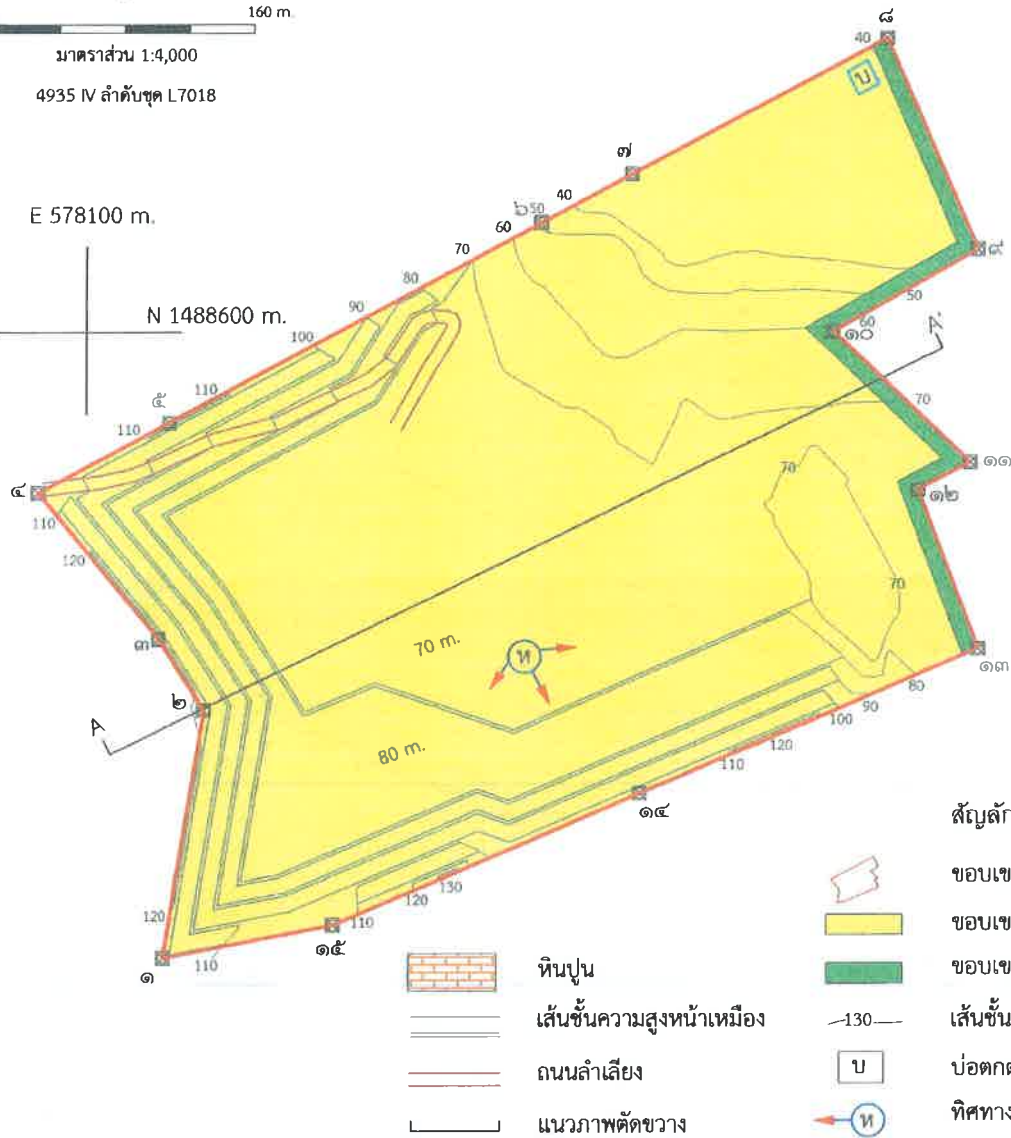 160 m.
มาตราส่วน 1:4,000
4935 IV ลำดับชุด L7018
๘
40
บ
๗
E 578100 m.
๖
50
40
60
70
๙
80
50
90
N 1488600 m.
60
๑๐
A'
100
110
70
๕
110
๔
๑๑
70
๑๒
110
120
70
๓
70 m.
ห
๑๓
80
๒
90
A
80 m.
100
120
110
๑๔
สัญลัก
130
120
ขอบเข
120
110
๑๕
ขอบเข
๑
110
หินปูน
ขอบเข
เส้นชั้นความสูงหน้าเหมือง
130
เส้นชั้น
ถนนลำเลียง
บ
บ่อตกต
แนวภาพตัดขวาง
ห
ทิศทาง